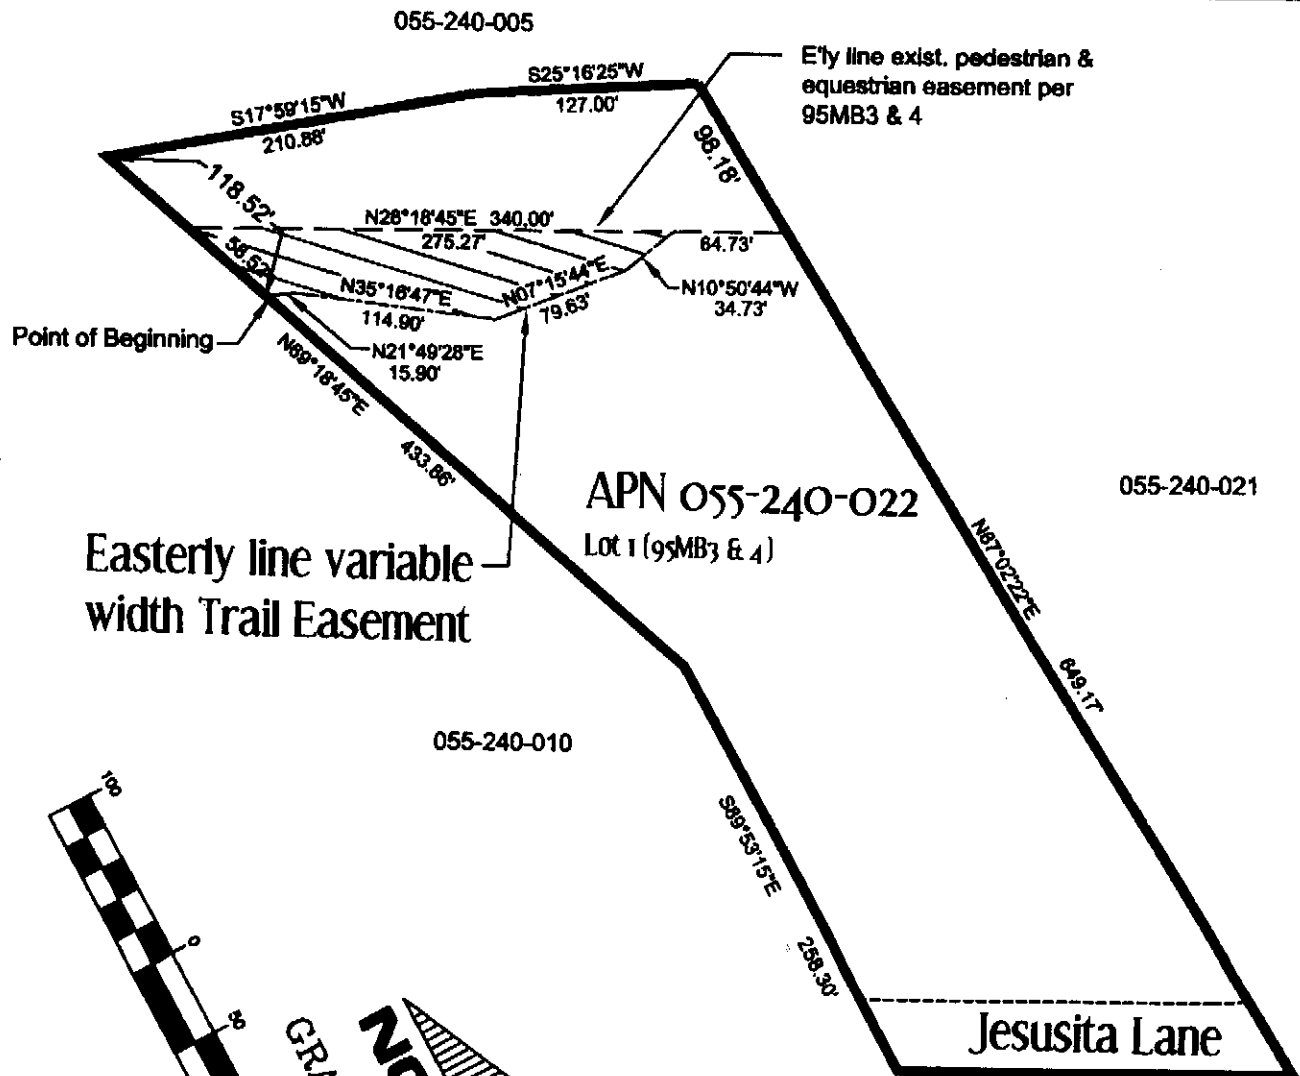 055-240-005
E'ly line exist. pedestrian &
equestrian easement per
95MB3 & 4
S25°16'25"W
127.00'
S17°59'15"W
210.88'
98.18'
118.52'
N28°18'45"E 340.00'
275.27'
64.73'
58.52'
N35°16'47"E
114.90'
N07°15'44"E
79.63'
N10°50'44"W
34.73'
Point of Beginning
N21°49'28"E
15.90'
N69°18'45"E
433.86'
APN 055-240-022
Lot 1 (95MB3 & 4)
055-240-021
Easterly line variable
width Trail Easement
N67°02'22"E
649.17'
055-240-010
S89°53'15"E
258.30'
100
0
50
Jesusita Lane